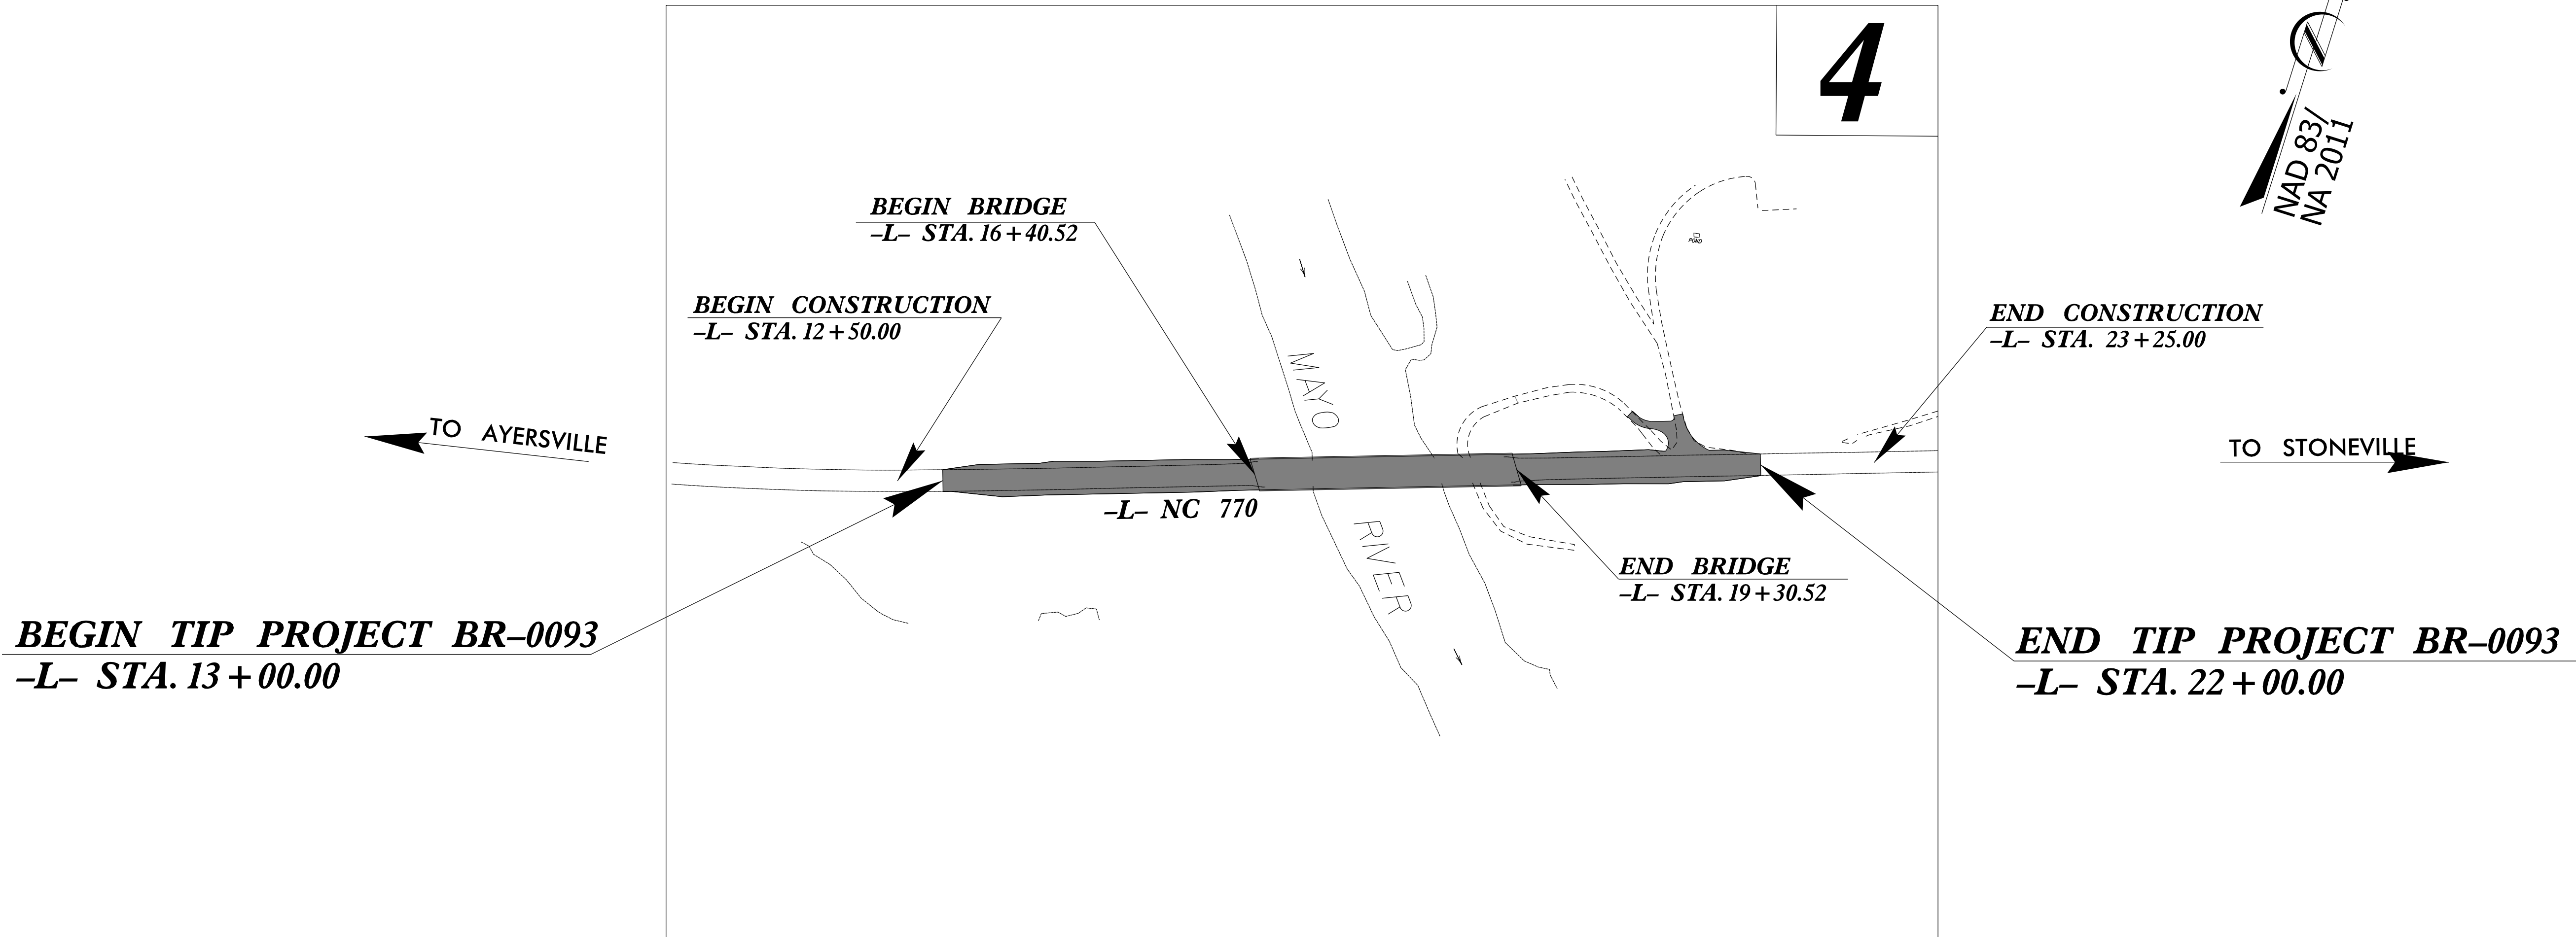 4
NAD 83/
NA 2011
BEGIN BRIDGE
–L– STA. 16+40.52
BEGIN CONSTRUCTION
–L– STA. 12+50.00
POND
END CONSTRUCTION
–L– STA. 23+25.00
MAYO RIVER
TO AYERSVILLE
TO STONEVILLE
–L– NC 770
END BRIDGE
–L– STA. 19+30.52
BEGIN TIP PROJECT BR–0093
–L– STA. 13+00.00
END TIP PROJECT BR–0093
–L– STA. 22+00.00